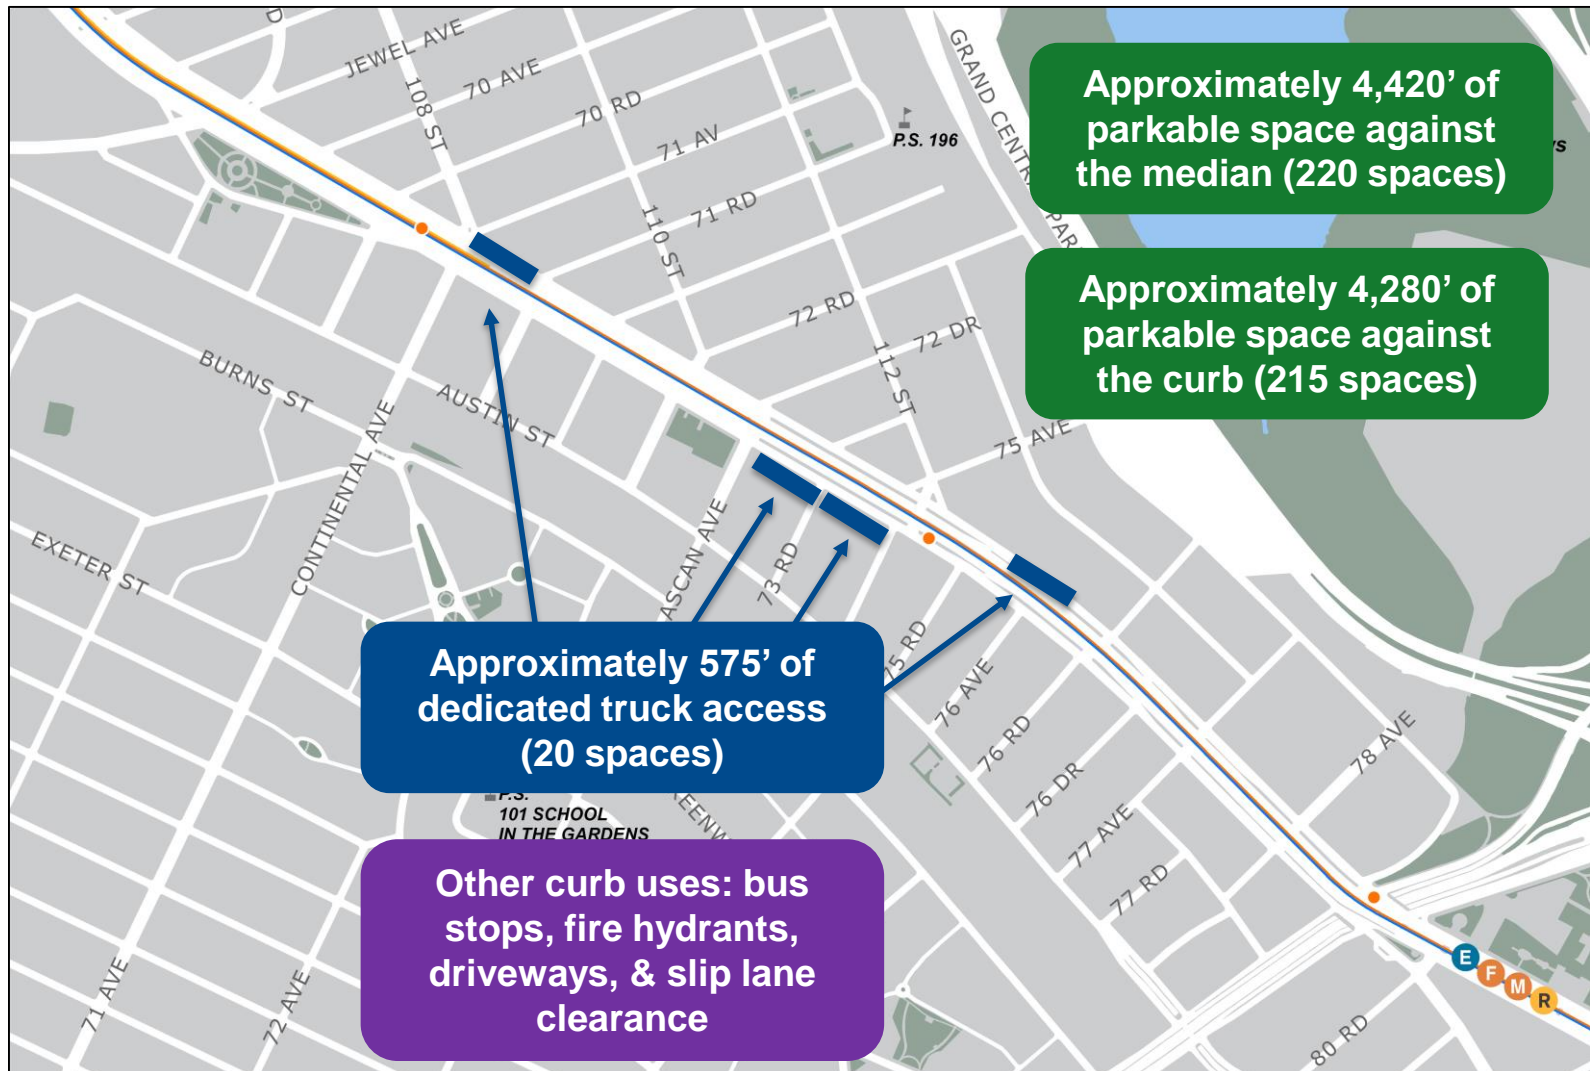 JEWEL AVE
108 ST
70 AVE
70 RD
71 AV
P.S. 196
71 RD
110 ST
GRAND CENTRAL PAR
Approximately 4,420’ of
parkable space against
the median (220 spaces)
Approximately 4,280’ of
parkable space against
the curb (215 spaces)
72 RD
72 DR
112 ST
75 AVE
BURNS ST
AUSTIN ST
CONTINENTAL AVE
EXETER ST
ASCAN AVE
73 RD
75 RD
76 AVE
76 RD
76 DR
77 AVE
77 RD
78 AVE
Approximately 575’ of
dedicated truck access
(20 spaces)
P.S.
101 SCHOOL
IN THE GARDENS
Other curb uses: bus
stops, fire hydrants,
driveways, & slip lane
clearance
71 AVE
72 AVE
80 RD
E
F
M
R